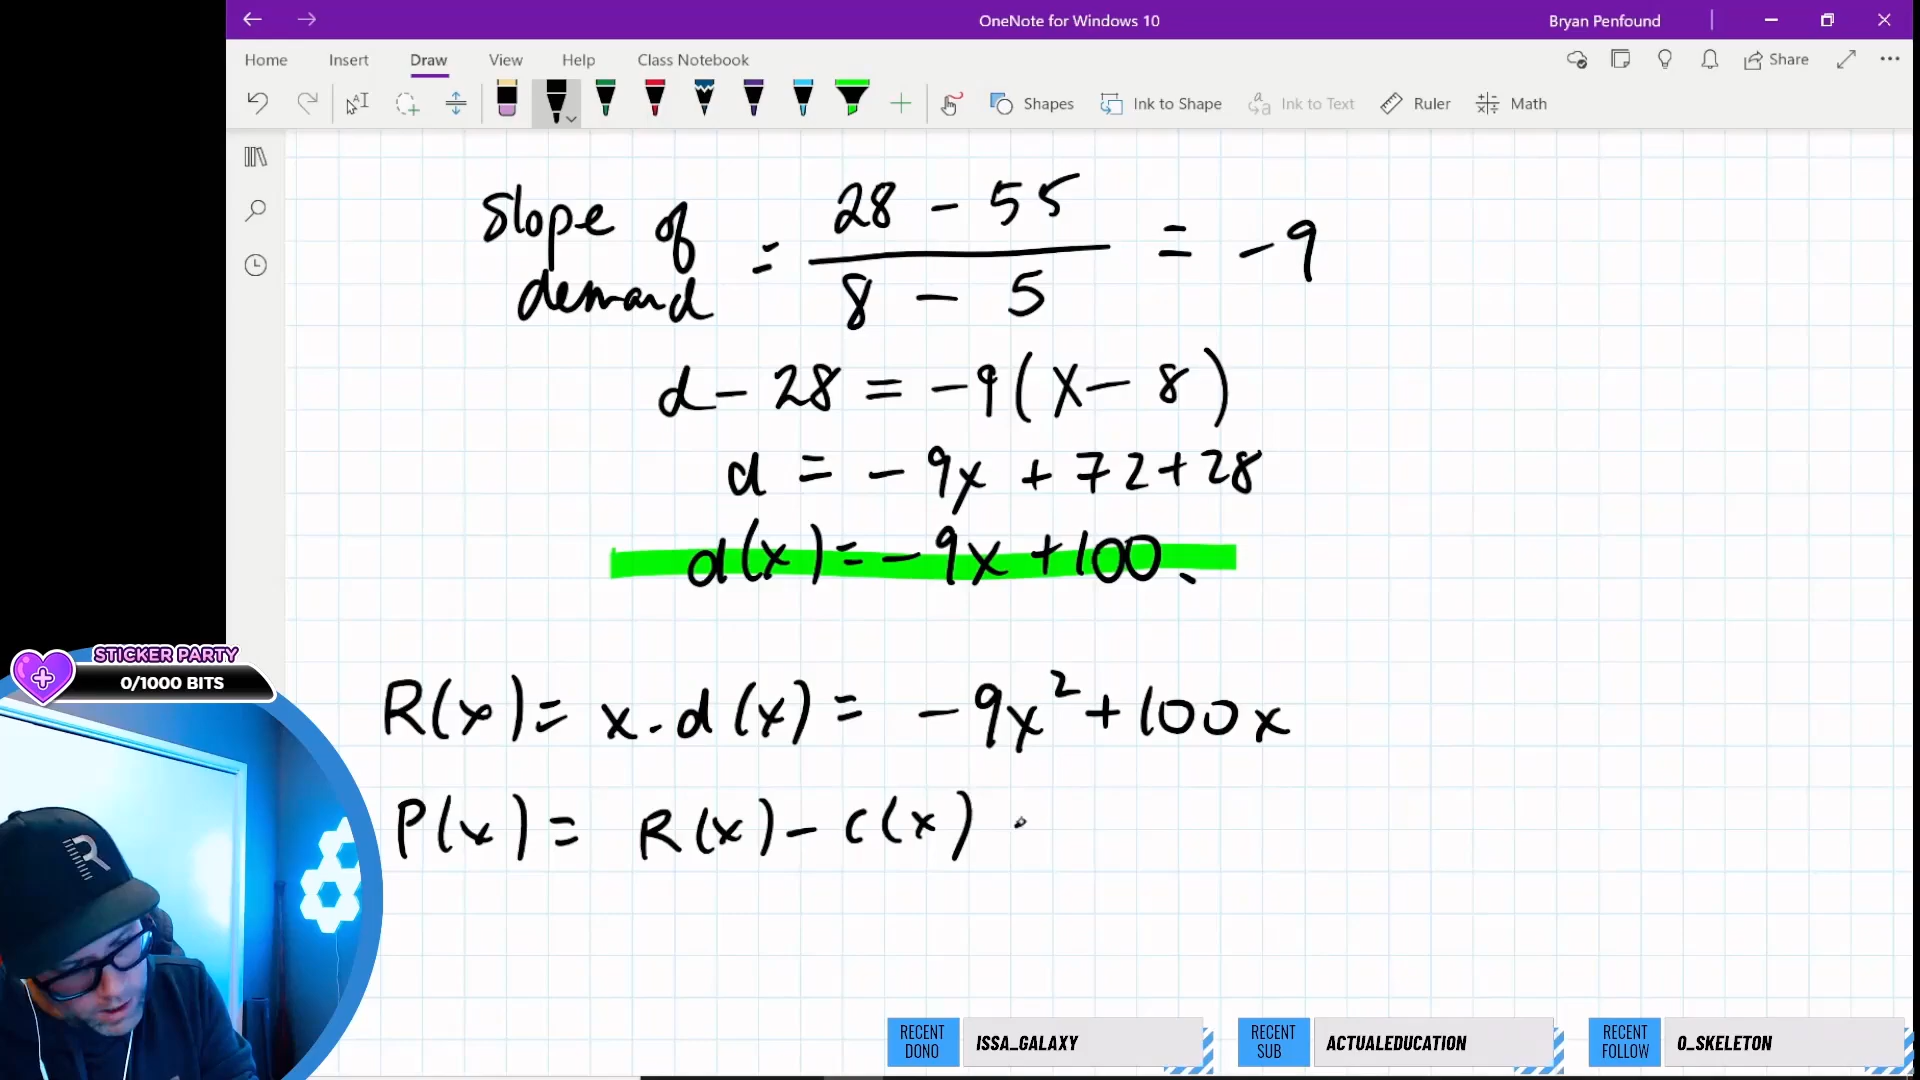 OneNote for Windows 10
Bryan Penfound
Home Insert Draw View Help Class Notebook Share
Shapes Ink to Shape Ink to Text Ruler Math
slope of demand = 28 - 55 / 8 - 5 = -9
d - 28 = -9(x - 8)
d = -9x + 72 + 28
d(x) = -9x + 100.
R(x) = x . d(x) = -9x² + 100x
P(x) = R(x) - C(x)
STICKER PARTY
0/1000 BITS
RECENT DONO ISSA_GALAXY
RECENT SUB ACTUALEDUCATION
RECENT FOLLOW O_SKELETON